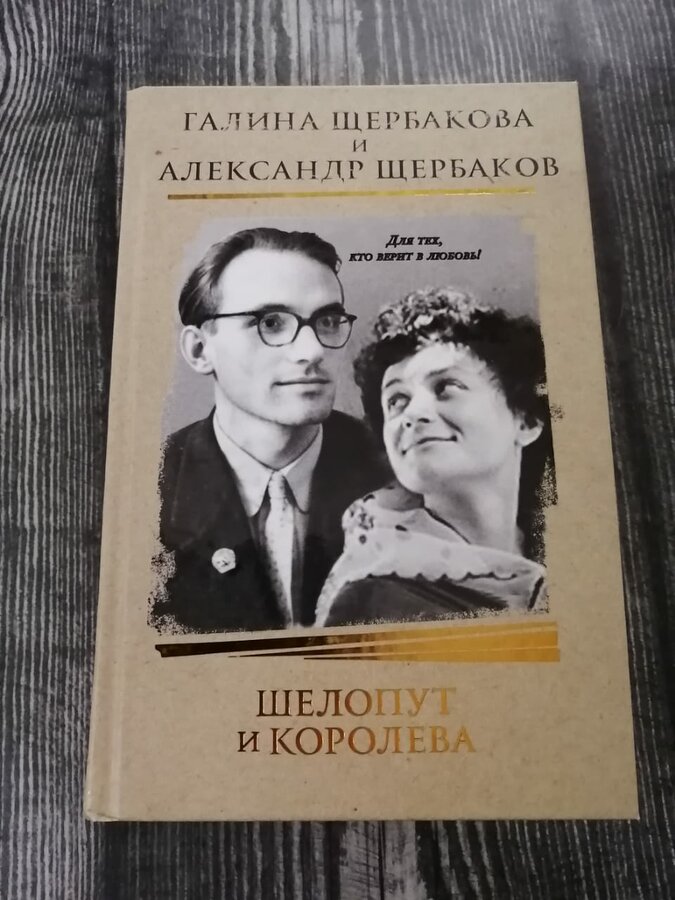 ГАЛИНА ЩЕРБАКОВА
И
АЛЕКСАНДР ЩЕРБАКОВ
Для тех,
кто верит в любовь!
ШЕЛОПУТ
И КОРОЛЕВА